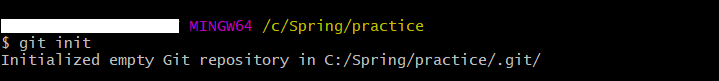 MINGW64 /c/Spring/practice
$ git init
Initialized empty Git repository in C:/Spring/practice/.git/